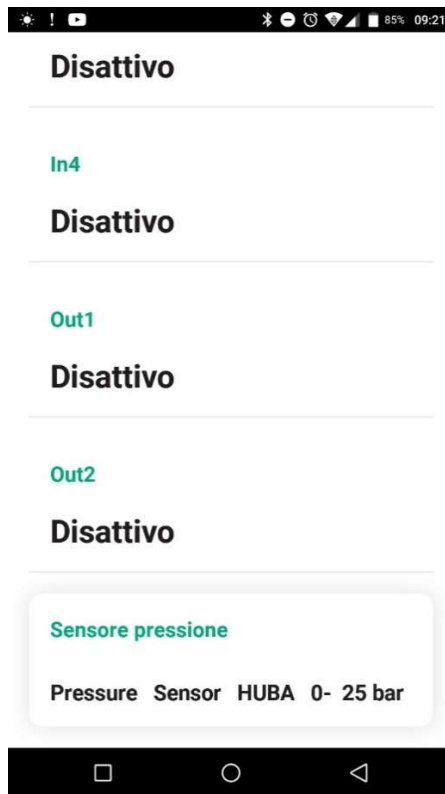 85% 09:21
Disattivo
In4
Disattivo
Out1
Disattivo
Out2
Disattivo
Sensore pressione
Pressure Sensor HUBA 0- 25 bar